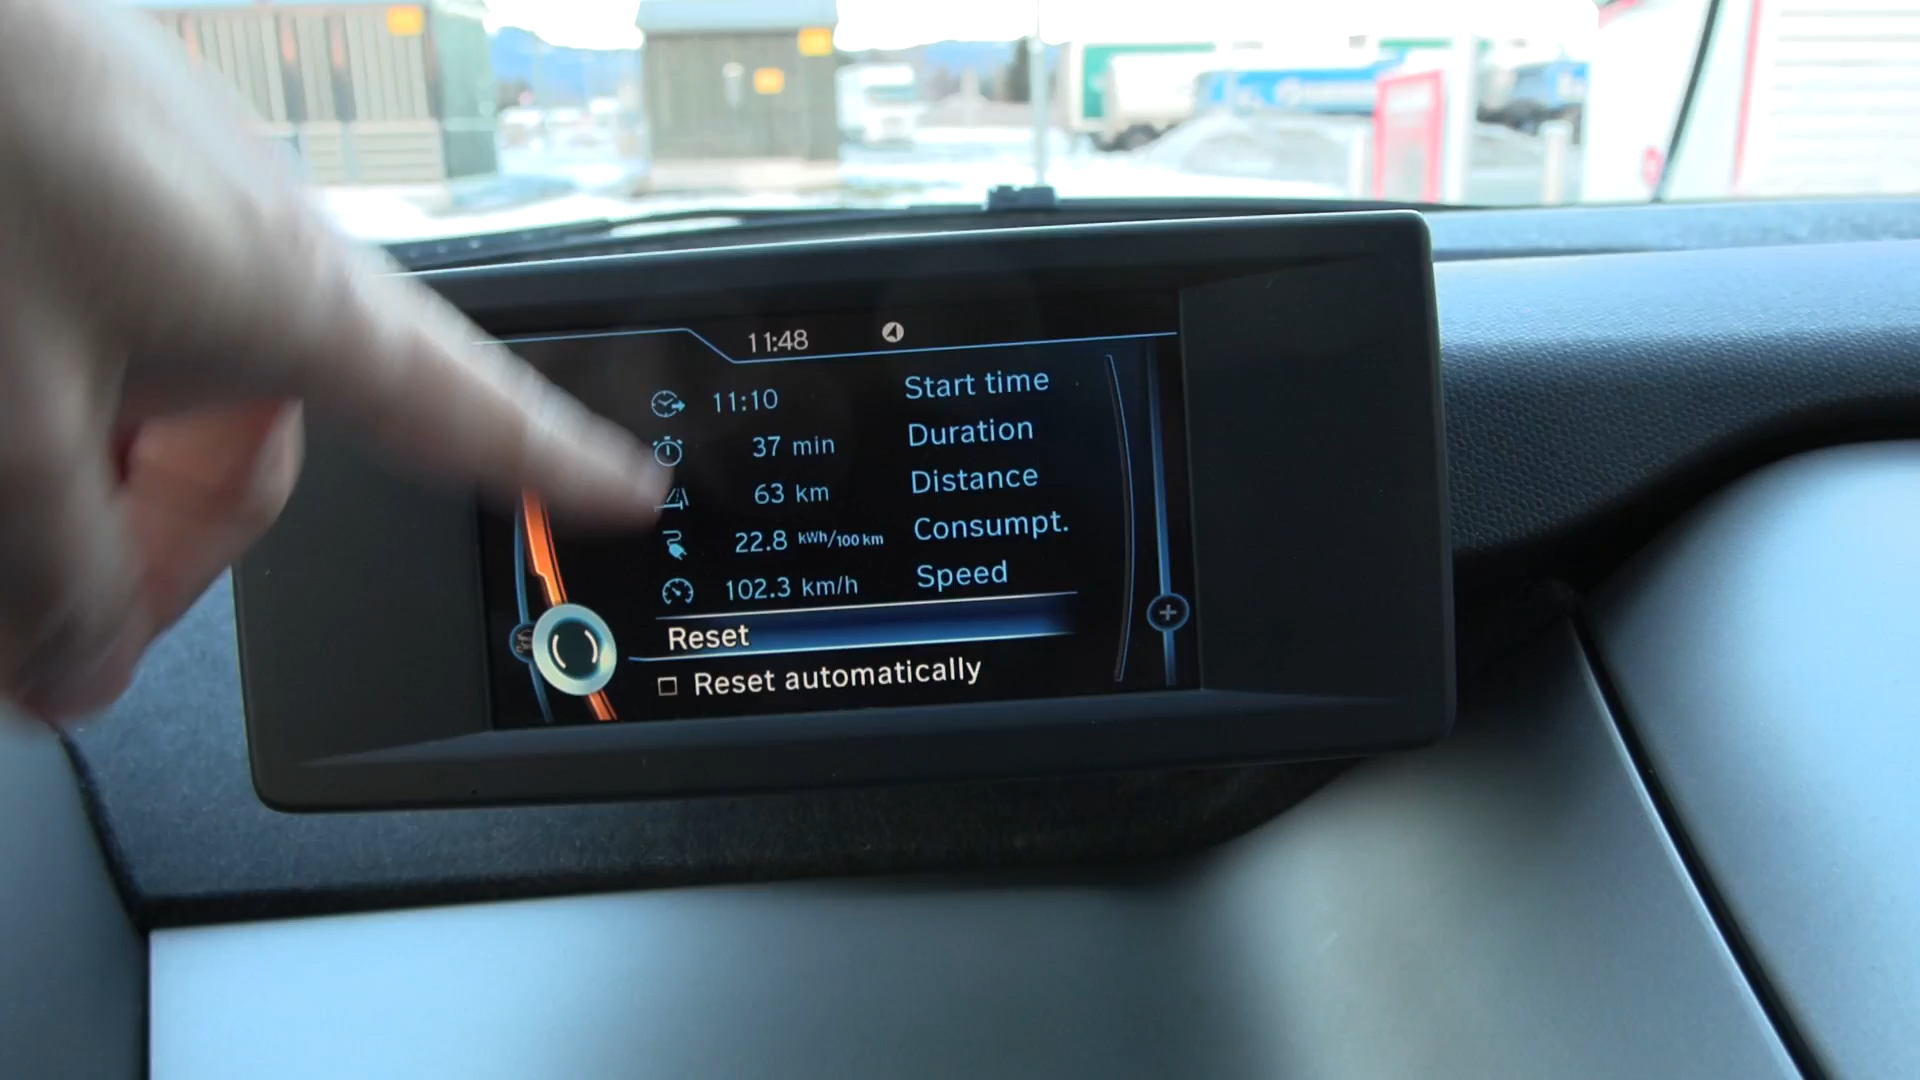 11:48
11:10 Start time
37 min Duration
63 km Distance
22.8 kWh/100 km Consumpt.
102.3 km/h Speed
Reset
Reset automatically